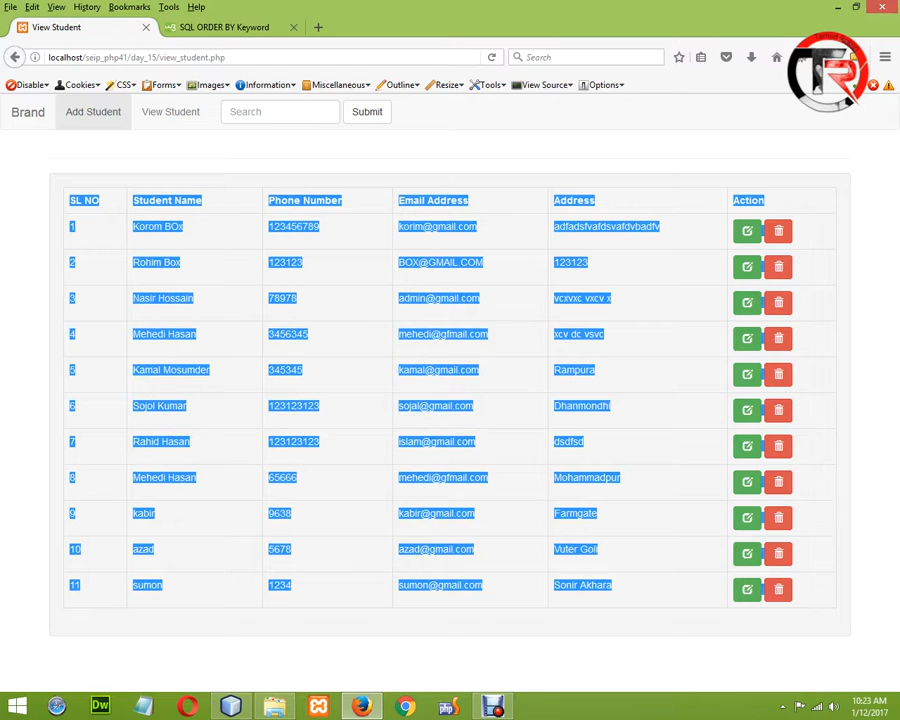 File Edit View History Bookmarks Tools Help
View Student
SQL ORDER BY Keyword
localhost/seip_php41/day_15/view_student.php
Search
Disable Cookies CSS Forms Images Information Miscellaneous Outline Resize Tools View Source Options
Brand Add Student View Student Search Submit
SL NO Student Name Phone Number Email Address Address Action
1 Korom BOx 123456789 korim@gmail.com adfadsfvafdsvafdvbadfv
2 Rohim Box 123123 BOX@GMAIL.COM 123123
3 Nasir Hossain 78978 admin@gmail.com vcxvxc vxcv x
4 Mehedi Hasan 3456345 mehedi@gfmail.com xcv dc vsvc
5 Kamal Mosumder 345345 kamal@gmail.com Rampura
6 Sojol Kumar 123123123 sojal@gmail.com Dhanmondhi
7 Rahid Hasan 123123123 islam@gmail.com dsdfsd
8 Mehedi Hasan 65666 mehedi@gfmail.com Mohammadpur
9 kabir 9638 kabir@gmail.com Farmgate
10 azad 5678 azad@gmail.com Vuter Goli
11 sumon 1234 sumon@gmail.com Sonir Akhara
Dw
php
10:23 AM
1/12/2017